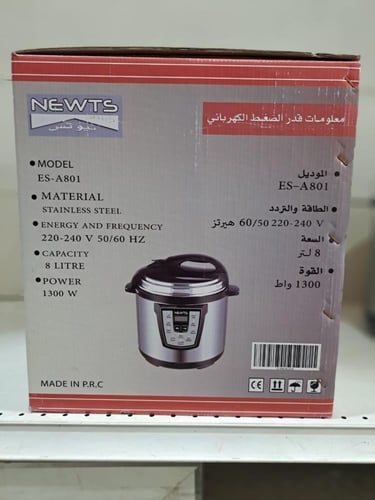 NEWTS
نيوتس
معلومات قدر الضغط الكهربائي
• MODEL
ES-A801
• MATERIAL
STAINLESS STEEL
• ENERGY AND FREQUENCY
220-240 V 50/60 HZ
• CAPACITY
8 LITRE
• POWER
1300 W
الموديل •
ES-A801
الطاقة والتردد •
220-240 V 60/50 هيرتز
السعة •
8 لتر
القوة •
1300 واط
NEWTS
MADE IN P.R.C
CE